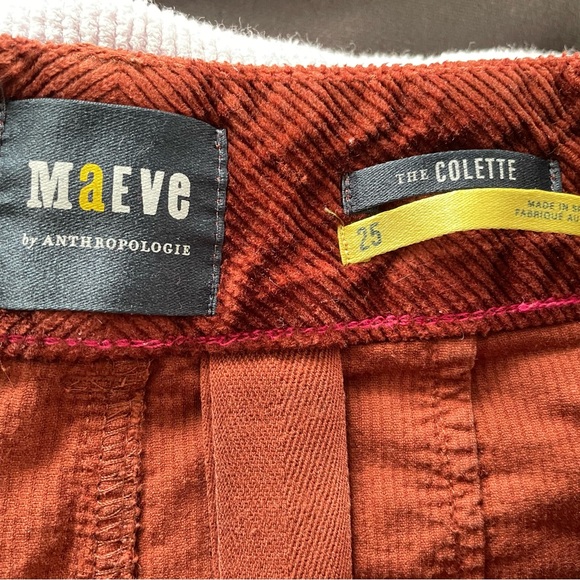 MaEVe
by ANTHROPOLOGIE
THE COLETTE
25
MADE IN
FABRIQUE AU